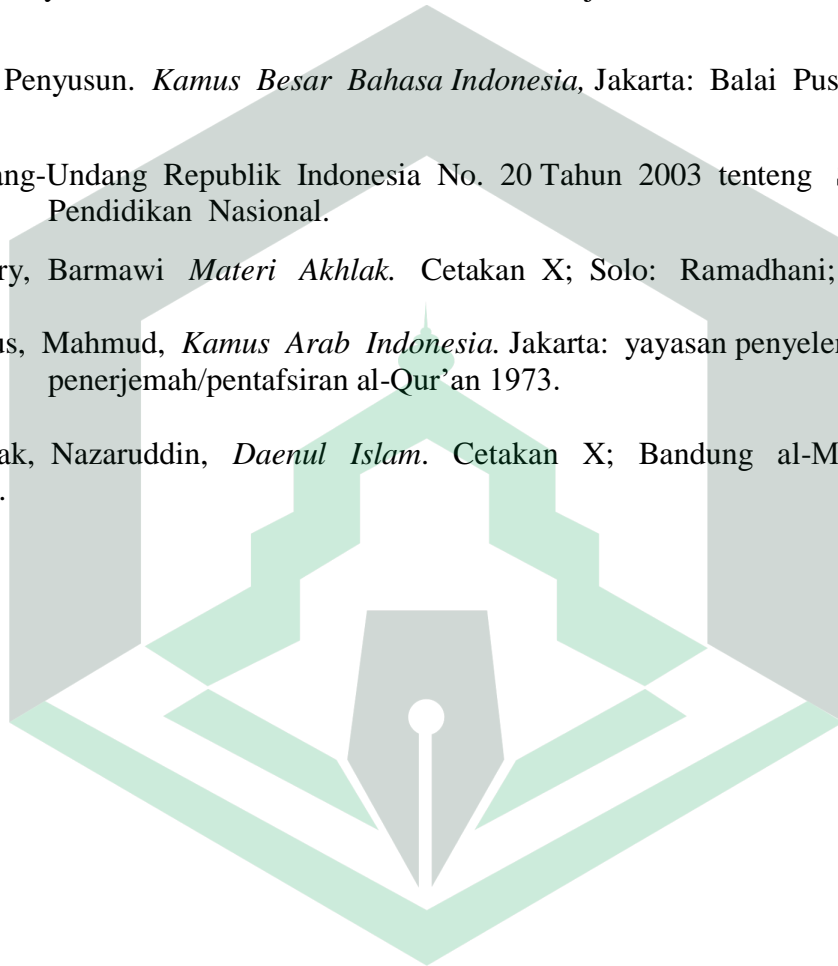 Penyusun. Kamus Besar Bahasa Indonesia, Jakarta: Balai Pus
ang-Undang Republik Indonesia No. 20 Tahun 2003 tenteng
Pendidikan Nasional.
ry, Barmawi Materi Akhlak. Cetakan X; Solo: Ramadhani;
us, Mahmud, Kamus Arab Indonesia. Jakarta: yayasan penyeler
penerjemah/pentafsiran al-Qur’an 1973.
ak, Nazaruddin, Daenul Islam. Cetakan X; Bandung al-M
.